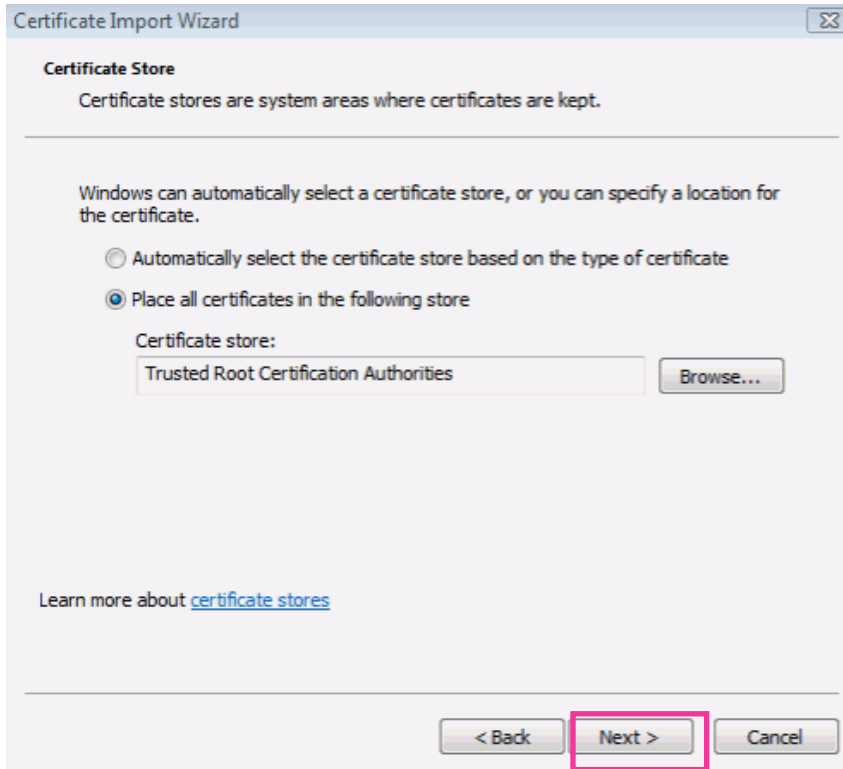 Certificate Import Wizard
Certificate Store
Certificate stores are system areas where certificates are kept.
Windows can automatically select a certificate store, or you can specify a location for
the certificate.
Automatically select the certificate store based on the type of certificate
Place all certificates in the following store
Certificate store:
Trusted Root Certification Authorities
Browse...
Learn more about certificate stores
< Back
Next >
Cancel